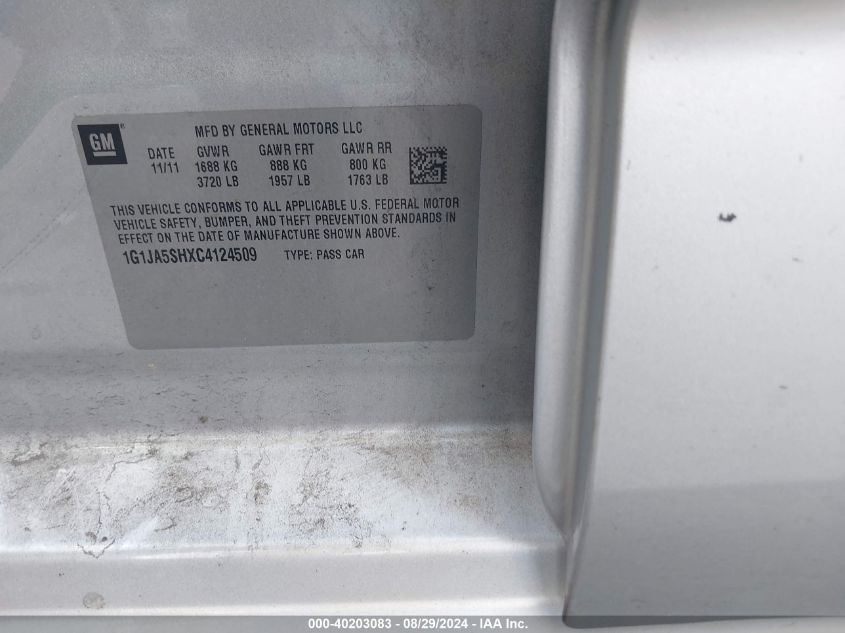 GM
MFD BY GENERAL MOTORS LLC
DATE GVWR GAWR FRT GAWR RR
11/11 1688 KG 888 KG 800 KG
3720 LB 1957 LB 1763 LB
THIS VEHICLE CONFORMS TO ALL APPLICABLE U.S. FEDERAL MOTOR
VEHICLE SAFETY, BUMPER, AND THEFT PREVENTION STANDARDS IN
EFFECT ON THE DATE OF MANUFACTURE SHOWN ABOVE.
1G1JA5SHXC4124509 TYPE: PASS CAR
000-40203083 - 08/29/2024 - IAA Inc.